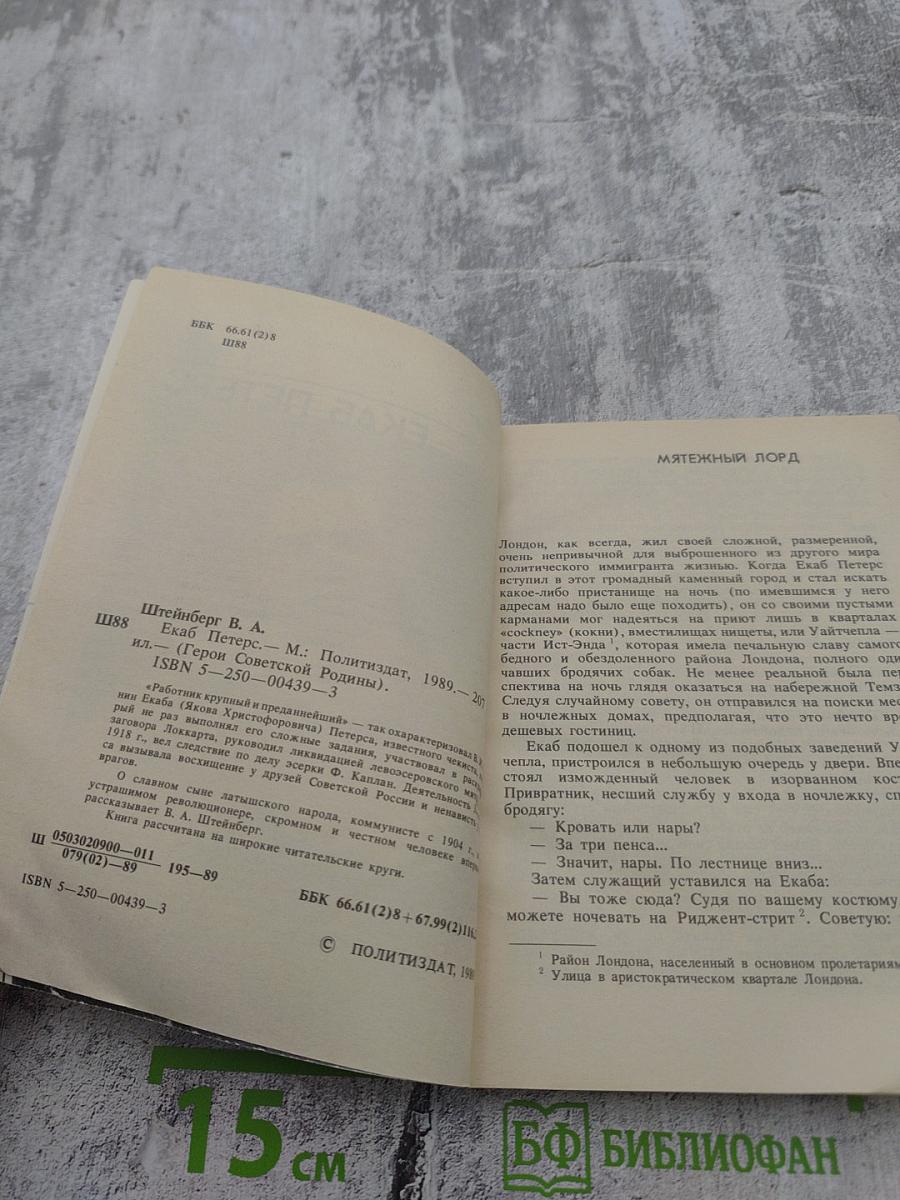 ББК 66.61(2)8
Ш88
Штейнберг В. А.
Ш88 Екаб Петерс.— М.: Политиздат, 1989.— 207
ил.— (Герои Советской Родины).
ISBN 5—250—00439—3
«Работник крупный и преданнейший» — так охарактеризовал В.
нин Екаба (Якова Христофоровича) Петерса, известного чекиста,
рый не раз выполнял его сложные задания, участвовал в
заговора Локкарта, руководил ликвидацией левоэсеровского
1918 г., вел следствие по делу эсерки Ф. Каплан. Деятельность
са вызывала восхищение у друзей Советской России и ненависть
врагов.
О славном сыне латышского народа, коммунисте с 1904 г.,
устрашимом революционере, скромном и честном человеке
рассказывает В. А. Штейнберг.
Книга рассчитана на широкие читательские круги.
Ш 0503020900—011
079(02)—89
195—89
ББК 66.61(2)8+67.99(2)116.
ISBN 5—250—00439—3
© ПОЛИТИЗДАТ, 198
МЯТЕЖНЫЙ ЛОРД
Лондон, как всегда, жил своей сложной, размеренной,
очень непривычной для выброшенного из другого мира
политического иммигранта жизнью. Когда Екаб Петерс
вступил в этот громадный каменный город и стал искать
какое-либо пристанище на ночь (по имевшимся у него
адресам надо было еще походить), он со своими пустыми
карманами мог надеяться на приют лишь в кварталах
«cockney» (кокни), вместилищах нищеты, или Уайтчепла —
части Ист-Энда ¹, которая имела печальную славу самого
бедного и обездоленного района Лондона, полного оди
чавших бродячих собак. Не менее реальной была пер
спектива на ночь глядя оказаться на набережной Темз
Следуя случайному совету, он отправился на поиски мес
в ночлежных домах, предполагая, что это нечто вр
дешевых гостиниц.
Екаб подошел к одному из подобных заведений У
чепла, пристроился в небольшую очередь у двери. Впе
стоял изможденный человек в изорванном кост
Привратник, несший службу у входа в ночлежку, сп
бродягу:
— Кровать или нары?
— За три пенса...
— Значит, нары. По лестнице вниз...
Затем служащий уставился на Екаба:
— Вы тоже сюда? Судя по вашему костюму
можете ночевать на Риджент-стрит ². Советую:
¹ Район Лондона, населенный в основном пролетариям
² Улица в аристократическом квартале Лондона.
15 см
БФ БИБЛИОФАН